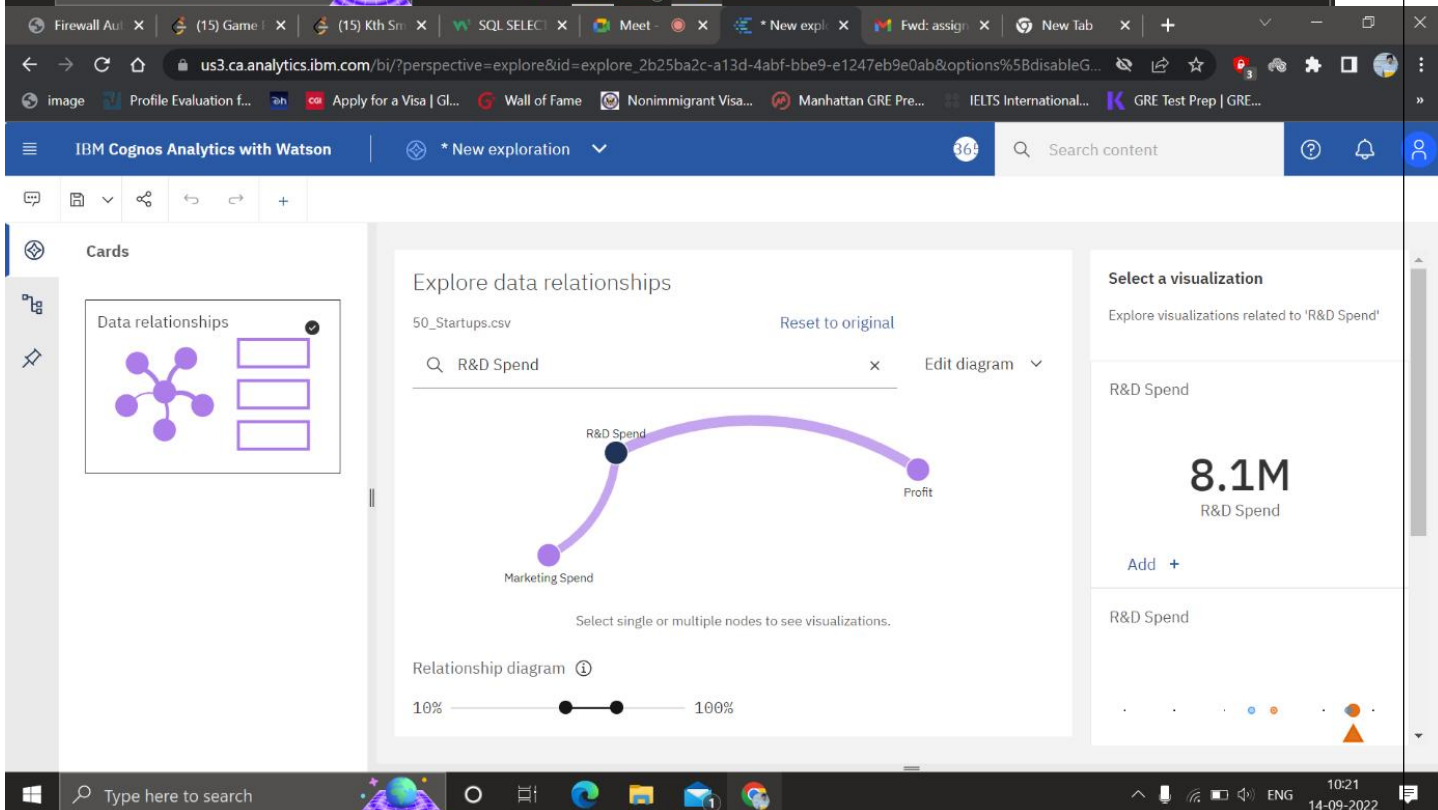 Firewall Aut
(15) Game
(15) Kth Sm
SQL SELECT
Meet -
* New expl
Fwd: assign
New Tab
us3.ca.analytics.ibm.com/bi/?perspective=explore&id=explore_2b25ba2c-a13d-4abf-bbe9-e1247eb9e0ab&options%5BdisableG...
3
image
Profile Evaluation f...
CGI
Apply for a Visa | Gl...
Wall of Fame
Nonimmigrant Visa...
Manhattan GRE Pre...
IELTS International...
GRE Test Prep | GRE...
»
IBM Cognos Analytics with Watson
* New exploration
365
Search content
Cards
Data relationships
Explore data relationships
50_Startups.csv
Reset to original
R&D Spend
Edit diagram
R&D Spend
Profit
Marketing Spend
Select single or multiple nodes to see visualizations.
Relationship diagram
10%
100%
Select a visualization
Explore visualizations related to 'R&D Spend'
R&D Spend
8.1M
R&D Spend
Add +
R&D Spend
Type here to search
1
ENG
10:21
14-09-2022